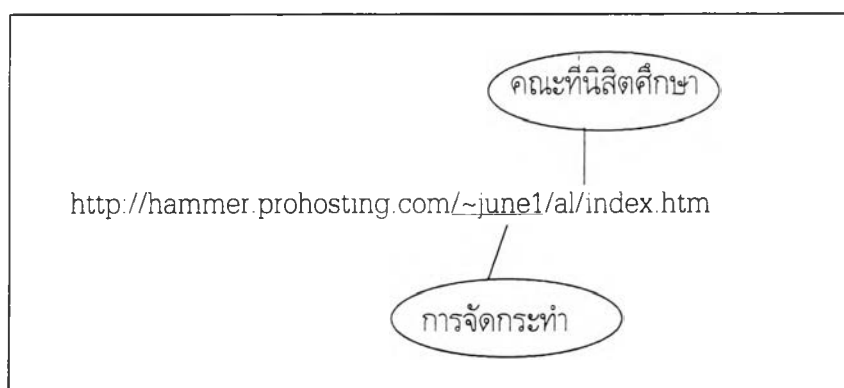 คณะที่นิสิตศึกษา
http://hammer.prohosting.com/~june1/al/index.htm
การจัดกระทำ